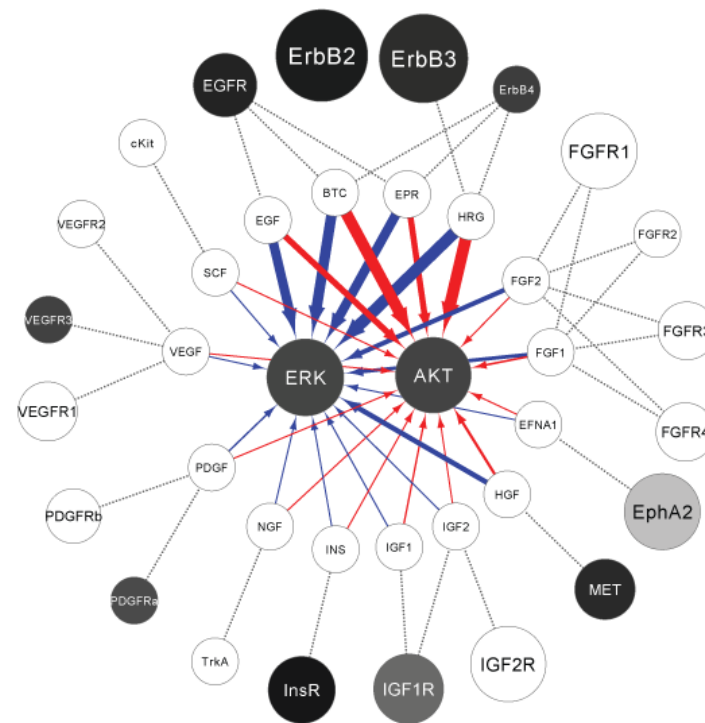 ErbB2
ErbB3
EGFR
ErbB4
cKit
FGFR1
BTC
EPR
EGF
HRG
VEGFR2
FGFR2
SCF
FGF2
VEGFR3
FGFR3
VEGF
FGF1
ERK
AKT
VEGFR1
EFNA1
FGFR4
PDGF
HGF
EphA2
PDGFRb
NGF
INS
IGF1
IGF2
PDGFRa
MET
TrkA
IGF2R
InsR
IGF1R